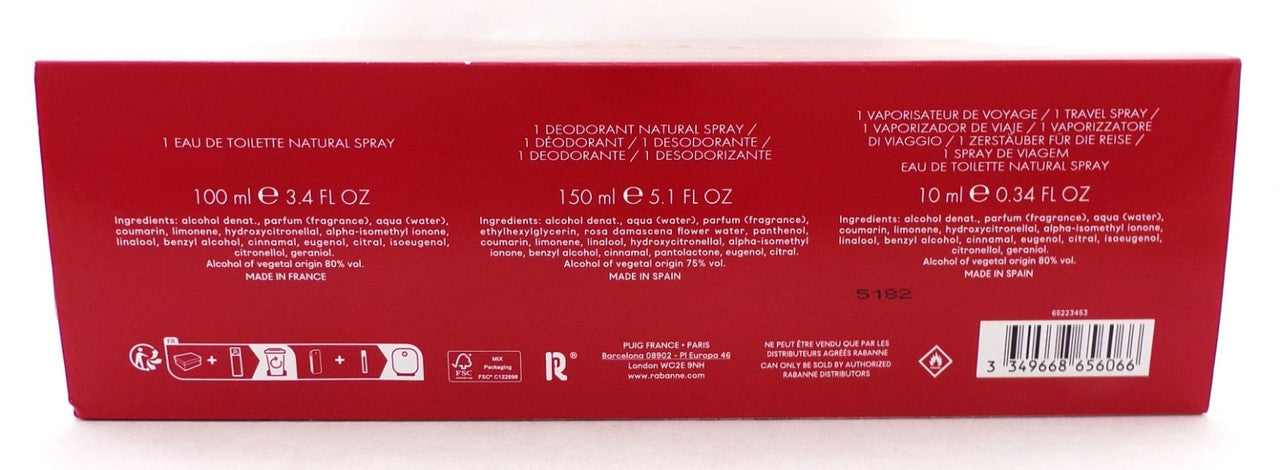 1 EAU DE TOILETTE NATURAL SPRAY
100 ml ℮ 3.4 FL OZ
Ingredients: alcohol denat., parfum (fragrance), aqua (water),
coumarin, limonene, hydroxycitronellal, alpha-isomethyl ionone,
linalool, benzyl alcohol, cinnamal, eugenol, citral, isoeugenol,
citronellol, geraniol.
Alcohol of vegetal origin 80% vol.
MADE IN FRANCE
1 DEODORANT NATURAL SPRAY /
1 DÉODORANT / 1 DESODORANTE /
1 DEODORANTE / 1 DESODORIZANTE
150 ml ℮ 5.1 FL OZ
Ingredients: alcohol denat., aqua (water), parfum (fragrance),
ethylhexylglycerin, rosa damascena flower water, panthenol,
coumarin, limonene, linalool, hydroxycitronellal, alpha-isomethyl
ionone, benzyl alcohol, cinnamal, pantolactone, eugenol, citral.
Alcohol of vegetal origin 75% vol.
MADE IN SPAIN
1 VAPORISATEUR DE VOYAGE / 1 TRAVEL SPRAY /
1 VAPORIZADOR DE VIAJE / 1 VAPORIZZATORE
DI VIAGGIO / 1 ZERSTÄUBER FÜR DIE REISE /
1 SPRAY DE VIAGEM
EAU DE TOILETTE NATURAL SPRAY
10 ml ℮ 0.34 FL OZ
Ingredients: alcohol denat., parfum (fragrance), aqua (water),
coumarin, limonene, hydroxycitronellal, alpha-isomethyl ionone,
linalool, benzyl alcohol, cinnamal, eugenol, citral, isoeugenol,
citronellol, geraniol.
Alcohol of vegetal origin 80% vol.
MADE IN SPAIN
5182
FR
FSC
MIX
Packaging
FSC® C122898
R®
PUIG FRANCE • PARIS
Barcelona 08902 - Pl Europa 46
London WC2E 9NH
www.rabanne.com
NE PEUT ÊTRE VENDU QUE PAR LES
DISTRIBUTEURS AGRÉÉS RABANNE
CAN ONLY BE SOLD BY AUTHORIZED
RABANNE DISTRIBUTORS
65223453
3 349668 656066